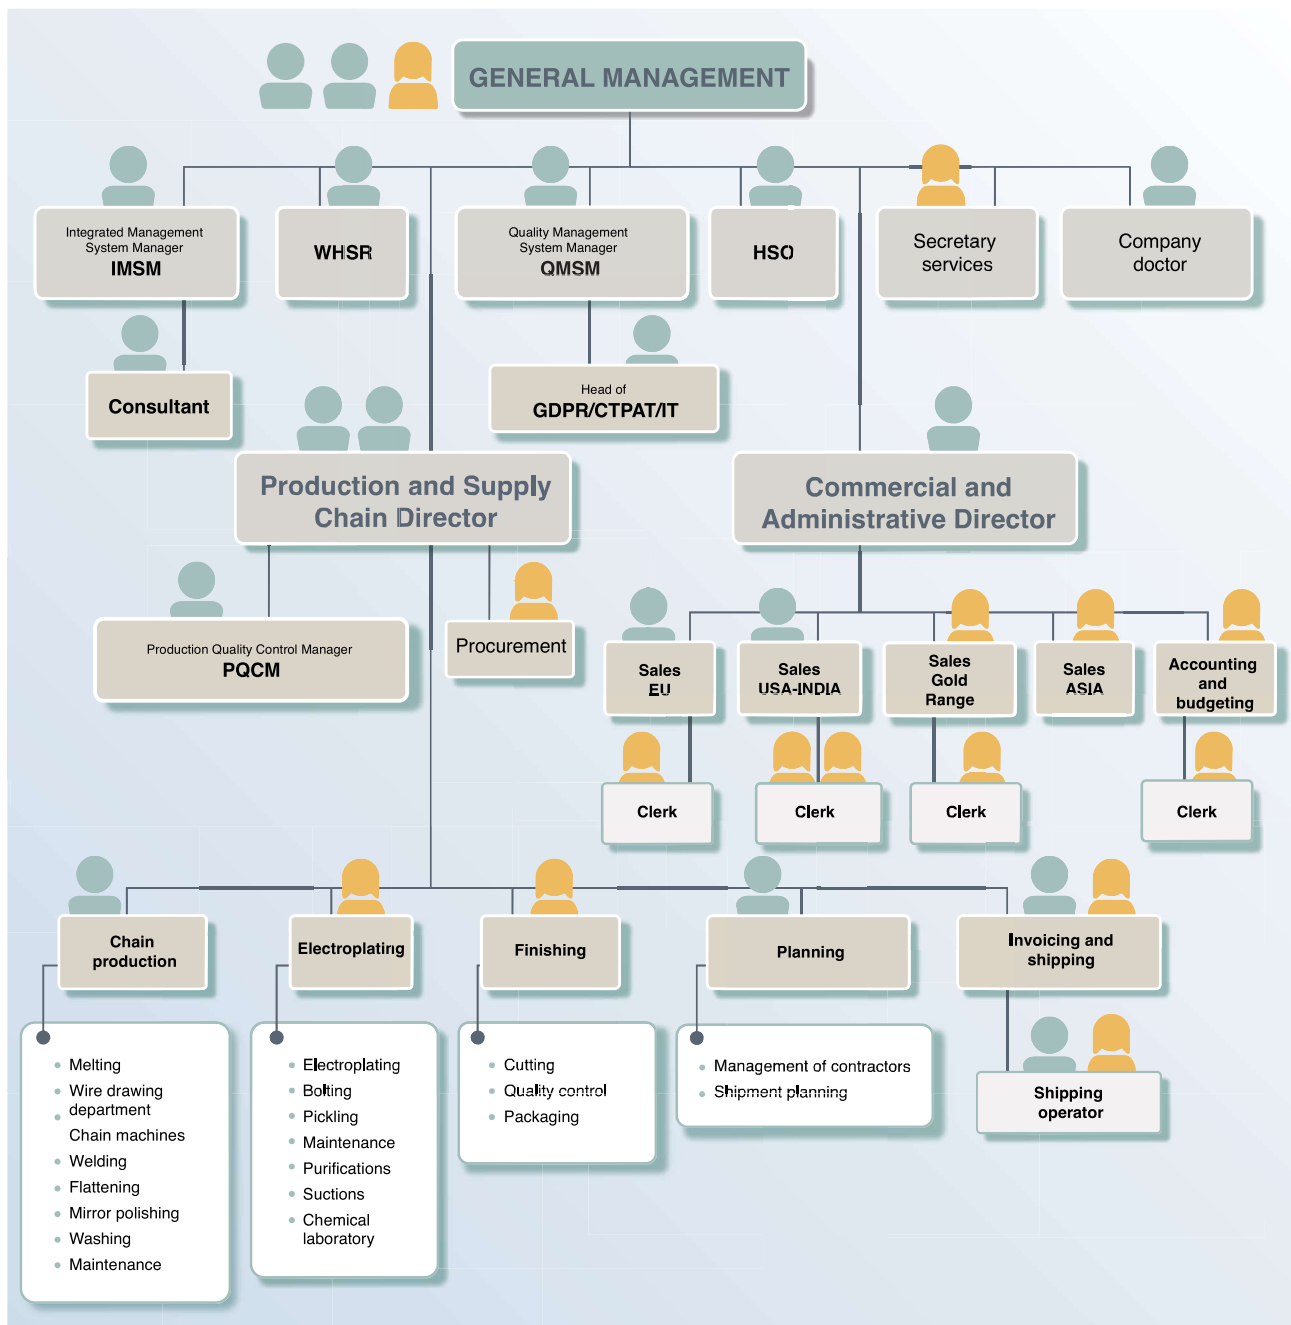 GENERAL MANAGEMENT
Integrated Management
System Manager
IMSM
WHSR
Quality Management
System Manager
QMSM
HSO
Secretary
services
Company
doctor
Consultant
Head of
GDPR/CTPAT/IT
Production and Supply
Chain Director
Commercial and
Administrative Director
Production Quality Control Manager
PQCM
Procurement
Sales
EU
Sales
USA-INDIA
Sales
Gold
Range
Sales
ASIA
Accounting
and
budgeting
Clerk
Clerk
Clerk
Clerk
Chain
production
Electroplating
Finishing
Planning
Invoicing and
shipping
Melting
Wire drawing
department
Chain machines
Welding
Flattening
Mirror polishing
Washing
Maintenance
Electroplating
Bolting
Pickling
Maintenance
Purifications
Suctions
Chemical
laboratory
Cutting
Quality control
Packaging
Management of contractors
Shipment planning
Shipping
operator